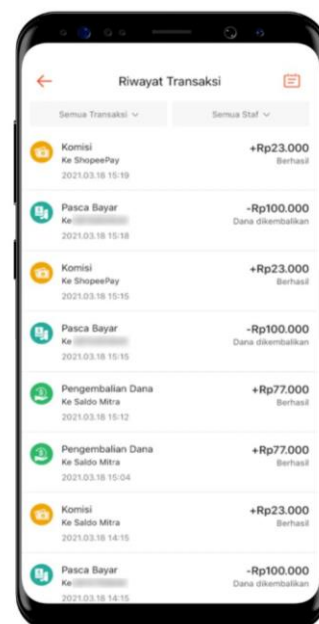 Riwayat Transaksi
Semua Transaksi
Semua Staf
Komisi
+Rp23.000
Ke ShopeePay
Berhasil
2021.03.18 15:19
Pasca Bayar
-Rp100.000
Ke
Dana dikembalikan
2021.03.18 15:18
Komisi
+Rp23.000
Ke ShopeePay
Berhasil
2021.03.18 15:15
Pasca Bayar
-Rp100.000
Ke
Dana dikembalikan
2021.03.18 15:15
Pengembalian Dana
+Rp77.000
Ke Saldo Mitra
Berhasil
2021.03.18 15:12
Pengembalian Dana
+Rp77.000
Ke Saldo Mitra
Berhasil
2021.03.18 15:04
Komisi
+Rp23.000
Ke Saldo Mitra
Berhasil
2021.03.18 14:15
Pasca Bayar
-Rp100.000
Ke
Dana dikembalikan
2021.03.18 14:15